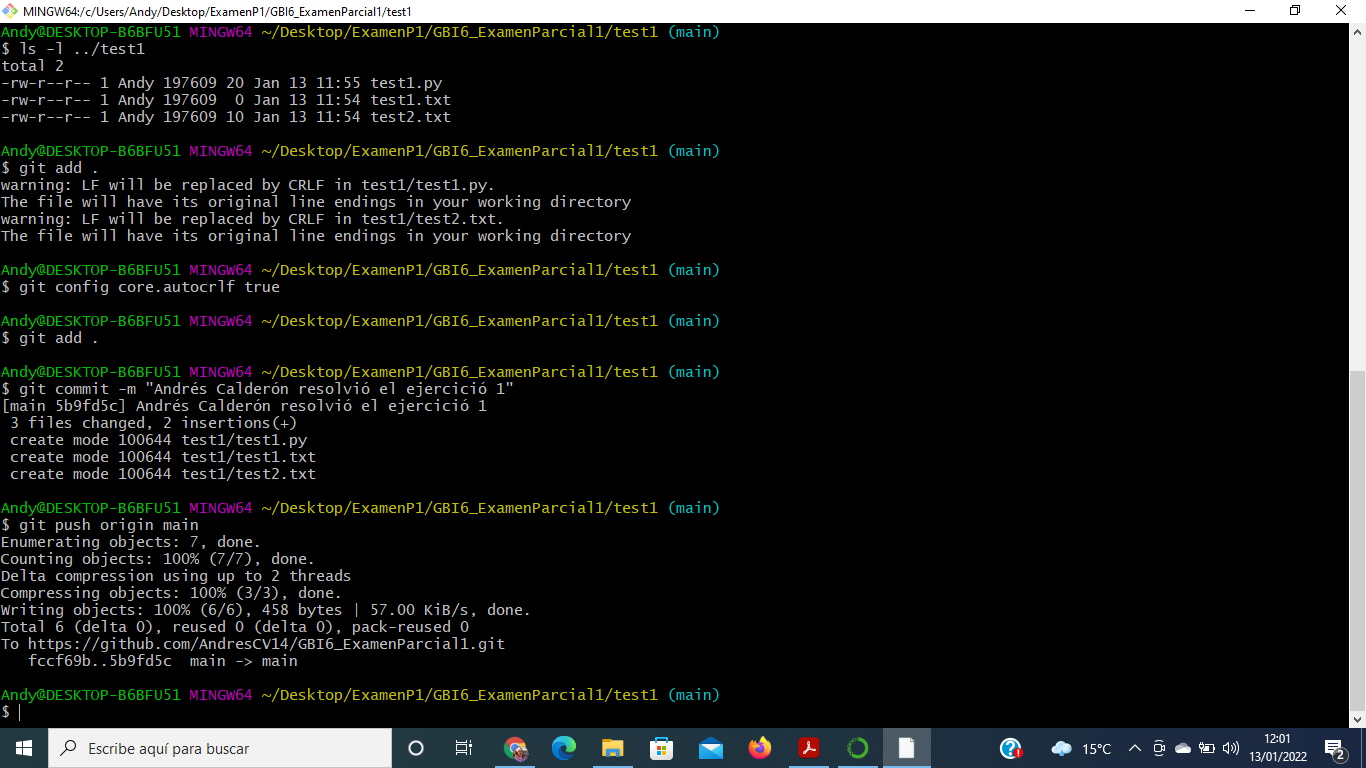 MINGW64:/c/Users/Andy/Desktop/ExamenP1/GBI6_ExamenParcial1/test1
Andy@DESKTOP-B6BFU51 MINGW64 ~/Desktop/ExamenP1/GBI6_ExamenParcial1/test1 (main)
$ ls -l ../test1
total 2
-rw-r--r-- 1 Andy 197609 20 Jan 13 11:55 test1.py
-rw-r--r-- 1 Andy 197609  0 Jan 13 11:54 test1.txt
-rw-r--r-- 1 Andy 197609 10 Jan 13 11:54 test2.txt
Andy@DESKTOP-B6BFU51 MINGW64 ~/Desktop/ExamenP1/GBI6_ExamenParcial1/test1 (main)
$ git add .
warning: LF will be replaced by CRLF in test1/test1.py.
The file will have its original line endings in your working directory
warning: LF will be replaced by CRLF in test1/test2.txt.
The file will have its original line endings in your working directory
Andy@DESKTOP-B6BFU51 MINGW64 ~/Desktop/ExamenP1/GBI6_ExamenParcial1/test1 (main)
$ git config core.autocrlf true
Andy@DESKTOP-B6BFU51 MINGW64 ~/Desktop/ExamenP1/GBI6_ExamenParcial1/test1 (main)
$ git add .
Andy@DESKTOP-B6BFU51 MINGW64 ~/Desktop/ExamenP1/GBI6_ExamenParcial1/test1 (main)
$ git commit -m "Andrés Calderón resolvió el ejercició 1"
[main 5b9fd5c] Andrés Calderón resolvió el ejercició 1
 3 files changed, 2 insertions(+)
 create mode 100644 test1/test1.py
 create mode 100644 test1/test1.txt
 create mode 100644 test1/test2.txt
Andy@DESKTOP-B6BFU51 MINGW64 ~/Desktop/ExamenP1/GBI6_ExamenParcial1/test1 (main)
$ git push origin main
Enumerating objects: 7, done.
Counting objects: 100% (7/7), done.
Delta compression using up to 2 threads
Compressing objects: 100% (3/3), done.
Writing objects: 100% (6/6), 458 bytes | 57.00 KiB/s, done.
Total 6 (delta 0), reused 0 (delta 0), pack-reused 0
To https://github.com/AndresCV14/GBI6_ExamenParcial1.git
   fccf69b..5b9fd5c  main -> main
Andy@DESKTOP-B6BFU51 MINGW64 ~/Desktop/ExamenP1/GBI6_ExamenParcial1/test1 (main)
$
Escribe aquí para buscar
15°C
12:01
13/01/2022
2